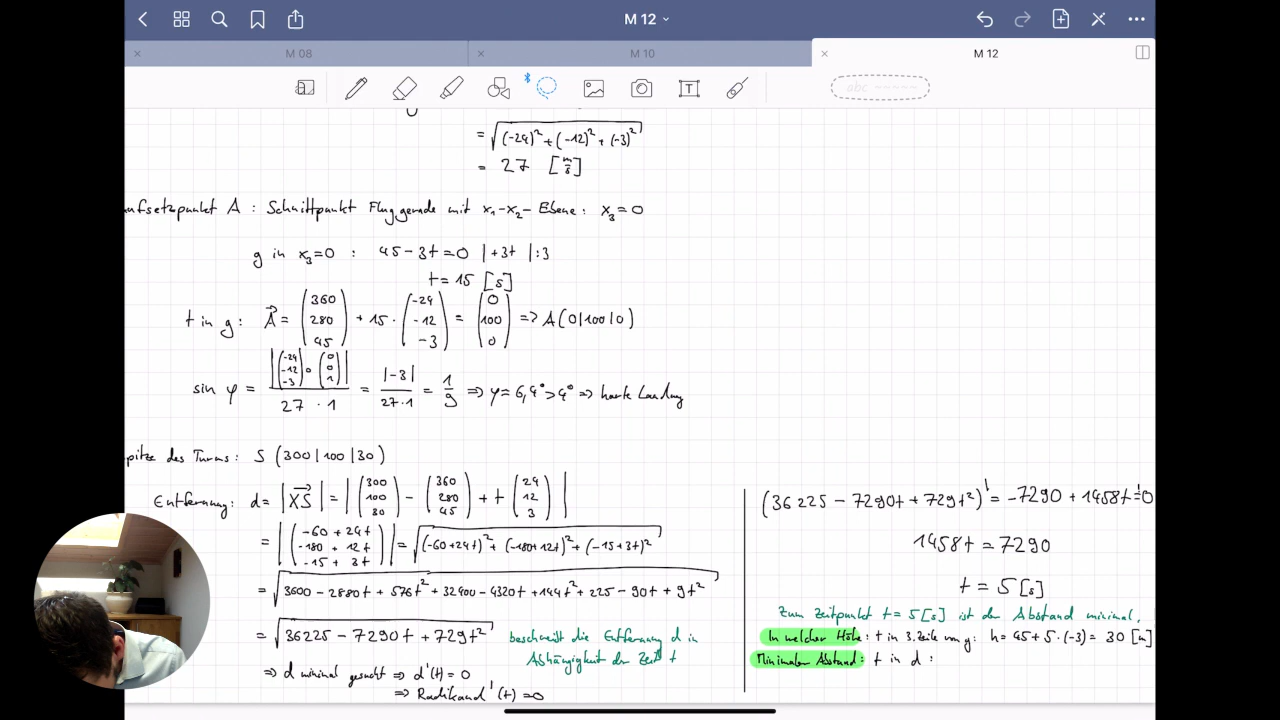 M 12
M 08
M 10
M 12
abc
= √((-24)² + (-12)² + (-3)²)
= 27 [m/s]
ufsetzpunkt A : Schnittpunkt Fluggerade mit x₁-x₂- Ebene: x₃=0
g in x₃=0 : 45-3t=0 |+3t |:3
t= 15 [s]
t in g: A⃗ = (360 280 45) + 15 · (-24 -12 -3) = (0 100 0) => A(0|100|0)
sin φ = |(-24 -12 -3) ∘ (0 0 1)| / 27 · 1 = |-3| / 27·1 = 1/9 => φ= 6,4° > 4° => harte Landung
pitze des Turms: S (300|100|30)
Entfernung: d= |XS⃗| = |(300 100 30) - (360 280 45) + t (24 12 3)|
= |(-60 + 24t -180 + 12t -15 + 3t)| = √((-60+24t)² + (-180+12t)² + (-15+3t)²)
= √(3600 - 2880t + 576t² + 32400 - 4320t + 144t² + 225 - 90t + 9t²)
= √(36225 - 7290t + 729t²) beschreibt die Entfernung d in
Abhängigkeit der Zeit t
=> d minimal gesucht => d'(t) = 0
=> Radikand'(t) = 0
(36225 - 7290t + 729t²)' = -7290 + 1458t != 0
1458t = 7290
t = 5 [s]
Zum Zeitpunkt t= 5 [s] ist der Abstand minimal.
In welcher Höhe: t in 3. Zeile von g: h= 45+5·(-3) = 30 [m]
Minimaler Abstand: t in d :